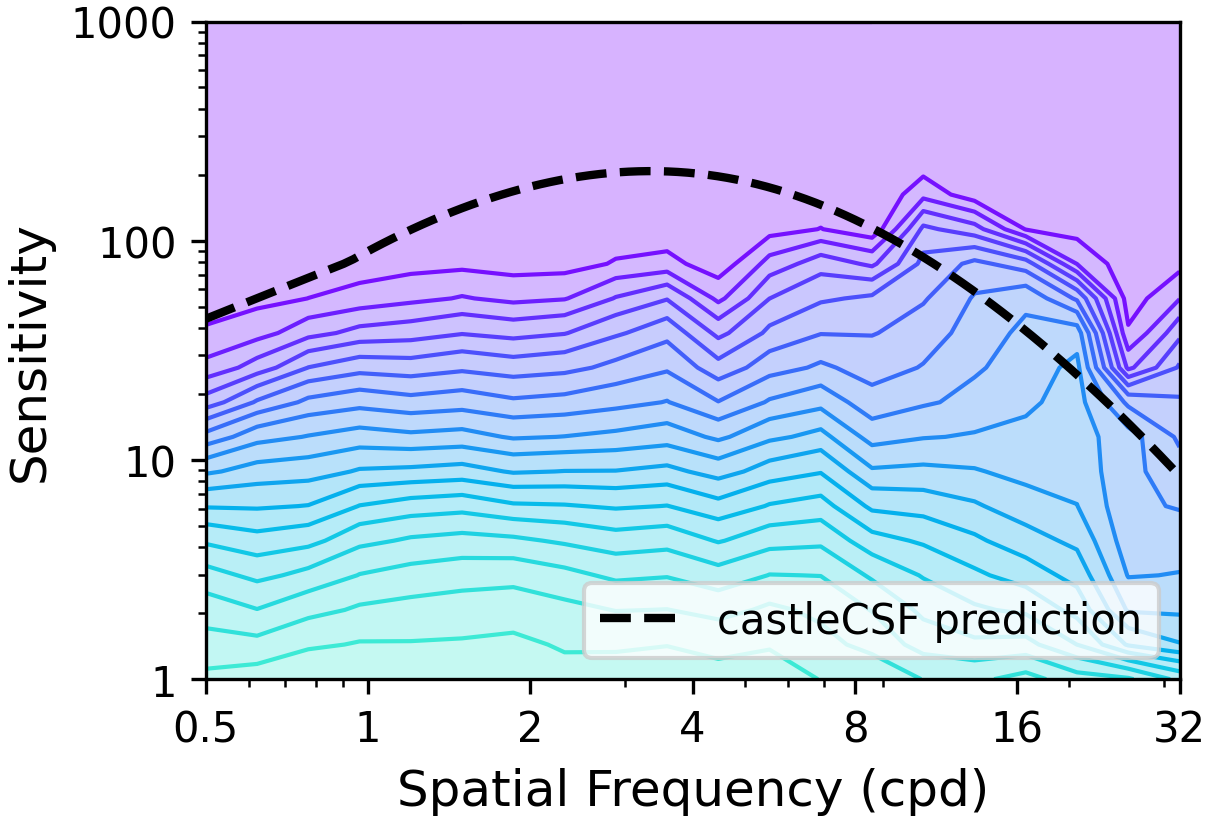 1000
100
10
1
Sensitivity
castleCSF prediction
0.5 1 2 4 8 16 32
Spatial Frequency (cpd)